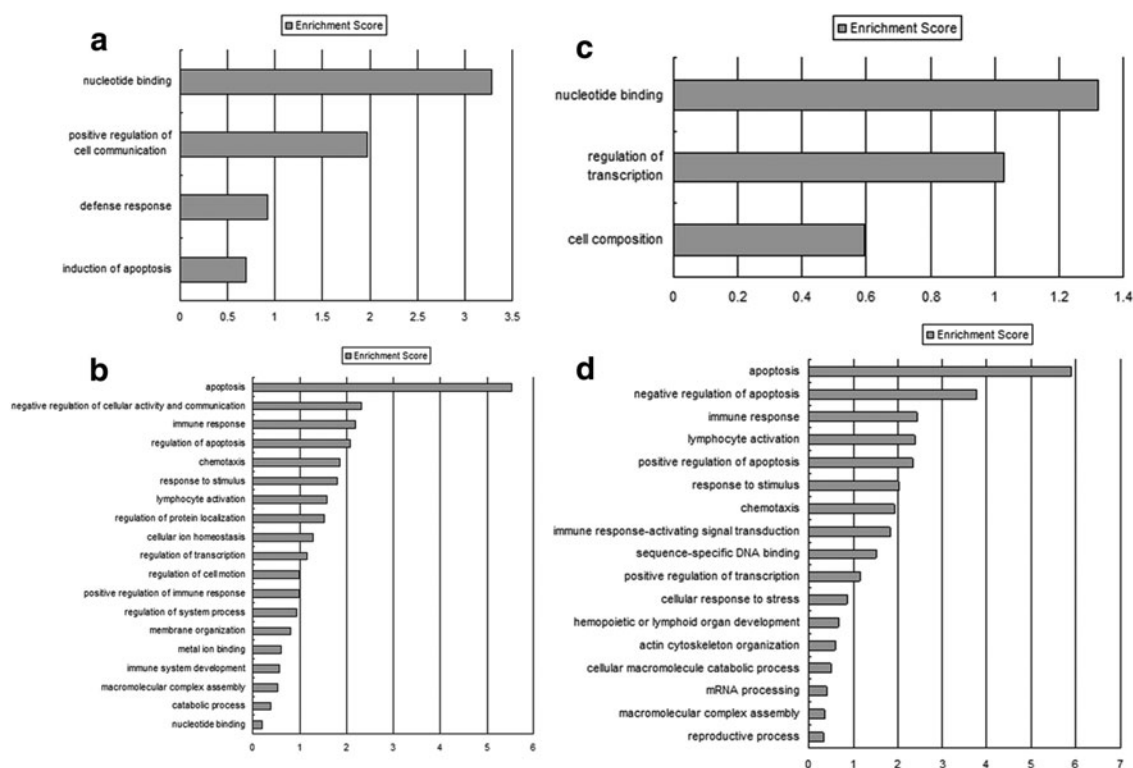 a
Enrichment Score
nucleotide binding
positive regulation of
cell communication
defense response
induction of apoptosis
0 0.5 1 1.5 2 2.5 3 3.5
b
Enrichment Score
apoptosis
negative regulation of cellular activity and communication
immune response
regulation of apoptosis
chemotaxis
response to stimulus
lymphocyte activation
regulation of protein localization
cellular ion homeostasis
regulation of transcription
regulation of cell motion
positive regulation of immune response
regulation of system process
membrane organization
metal ion binding
immune system development
macromolecular complex assembly
catabolic process
nucleotide binding
0 1 2 3 4 5 6
c
Enrichment Score
nucleotide binding
regulation of
transcription
cell composition
0 0.2 0.4 0.6 0.8 1 1.2 1.4
d
Enrichment Score
apoptosis
negative regulation of apoptosis
immune response
lymphocyte activation
positive regulation of apoptosis
response to stimulus
chemotaxis
immune response-activating signal transduction
sequence-specific DNA binding
positive regulation of transcription
cellular response to stress
hemopoietic or lymphoid organ development
actin cytoskeleton organization
cellular macromolecule catabolic process
mRNA processing
macromolecular complex assembly
reproductive process
0 1 2 3 4 5 6 7